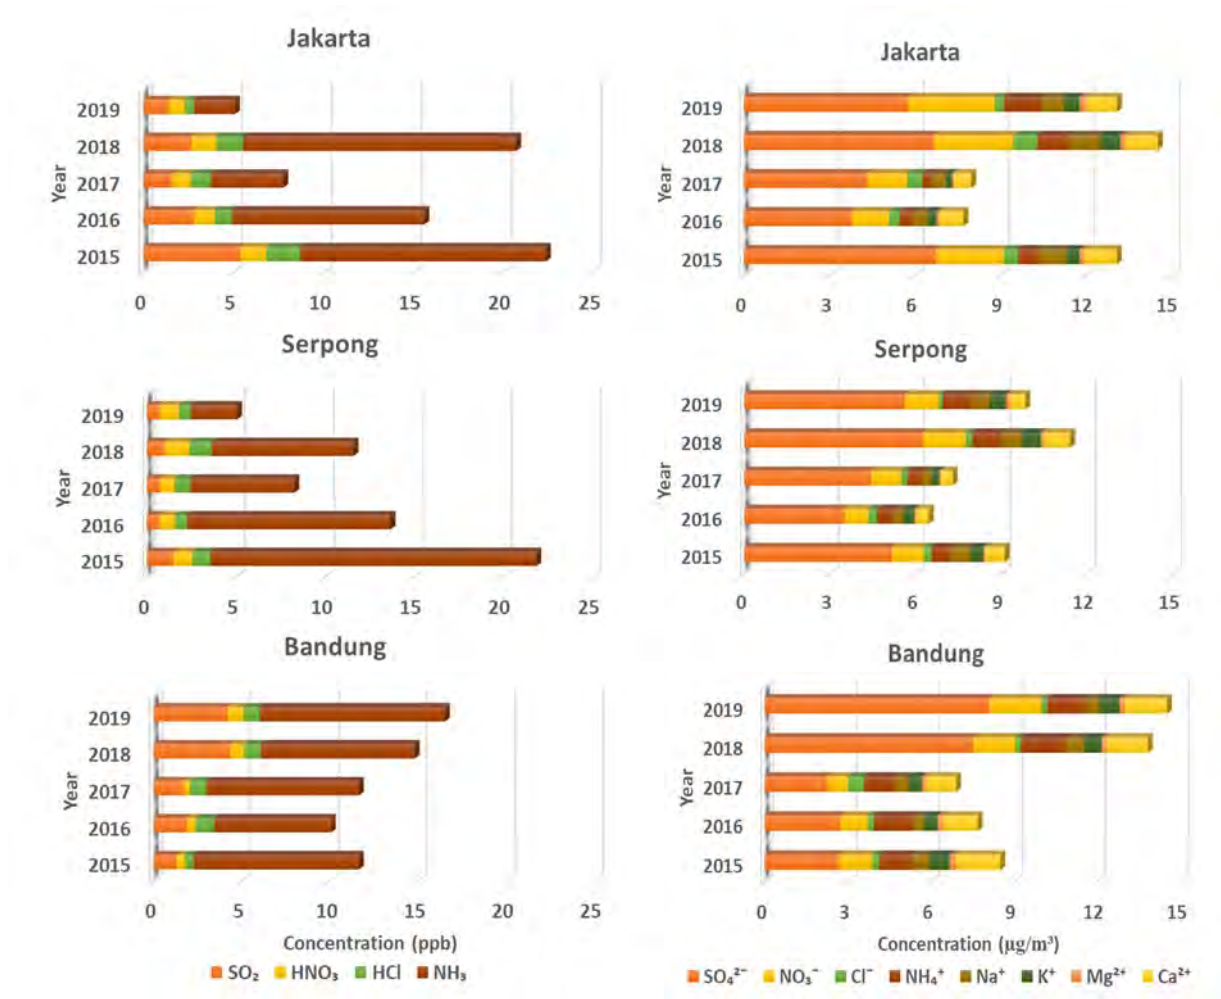 Jakarta
Year
2019
2018
2017
2016
2015
0 5 10 15 20 25
Jakarta
Year
2019
2018
2017
2016
2015
0 3 6 9 12 15
Serpong
Year
2019
2018
2017
2016
2015
0 5 10 15 20 25
Serpong
Year
2019
2018
2017
2016
2015
0 3 6 9 12 15
Bandung
Year
2019
2018
2017
2016
2015
0 5 10 15 20 25
Concentration (ppb)
SO₂ HNO₃ HCl NH₃
Bandung
Year
2019
2018
2017
2016
2015
0 3 6 9 12 15
Concentration (µg/m³)
SO₄²⁻ NO₃⁻ Cl⁻ NH₄⁺ Na⁺ K⁺ Mg²⁺ Ca²⁺